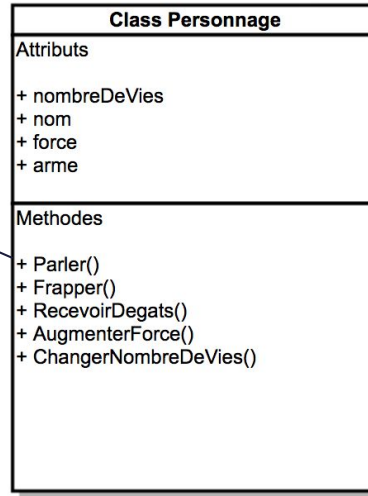 Class Personnage
Attributs
+ nombreDeVies
+ nom
+ force
+ arme
Methodes
+ Parler()
+ Frapper()
+ RecevoirDegats()
+ AugmenterForce()
+ ChangerNombreDeVies()